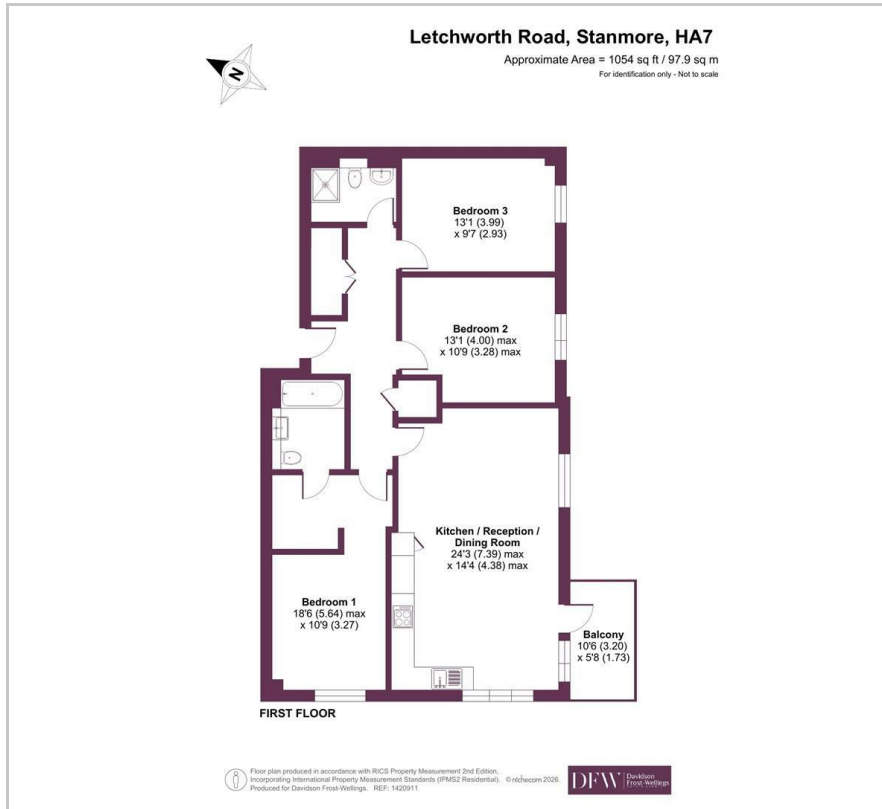 Letchworth Road, Stanmore, HA7
Approximate Area = 1054 sq ft / 97.9 sq m
For identification only - Not to scale
N
Bedroom 3
13'1 (3.99)
x 9'7 (2.93)
Bedroom 2
13'1 (4.00) max
x 10'9 (3.28) max
Kitchen / Reception /
Dining Room
24'3 (7.39) max
x 14'4 (4.38) max
Bedroom 1
18'6 (5.64) max
x 10'9 (3.27)
Balcony
10'6 (3.20)
x 5'8 (1.73)
FIRST FLOOR
Floor plan produced in accordance with RICS Property Measurement 2nd Edition,
Incorporating International Property Measurement Standards (IPMS2 Residential). © nichecom 2026.
Produced for Davidson Frost-Wellings. REF: 1420911
DFW
Davidson
Frost-Wellings